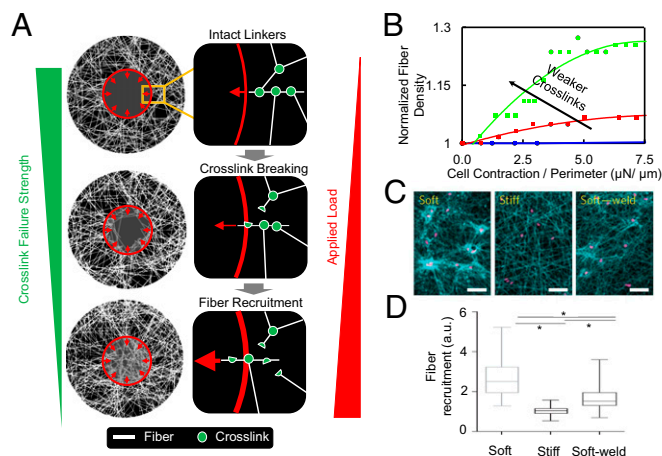 A
Crosslink Failure Strength
Intact Linkers
Crosslink Breaking
Fiber Recruitment
Applied Load
Fiber
Crosslink
B
Normalized Fiber
Density
1.3
1.15
1
Weaker
Crosslinks
0.0
2.5
5.0
7.5
Cell Contraction / Perimeter (μN/ μm)
C
Soft
Stiff
Soft→weld
D
Fiber
recruitment (a.u.)
6
4
2
0
*
*
*
Soft
Stiff
Soft-weld